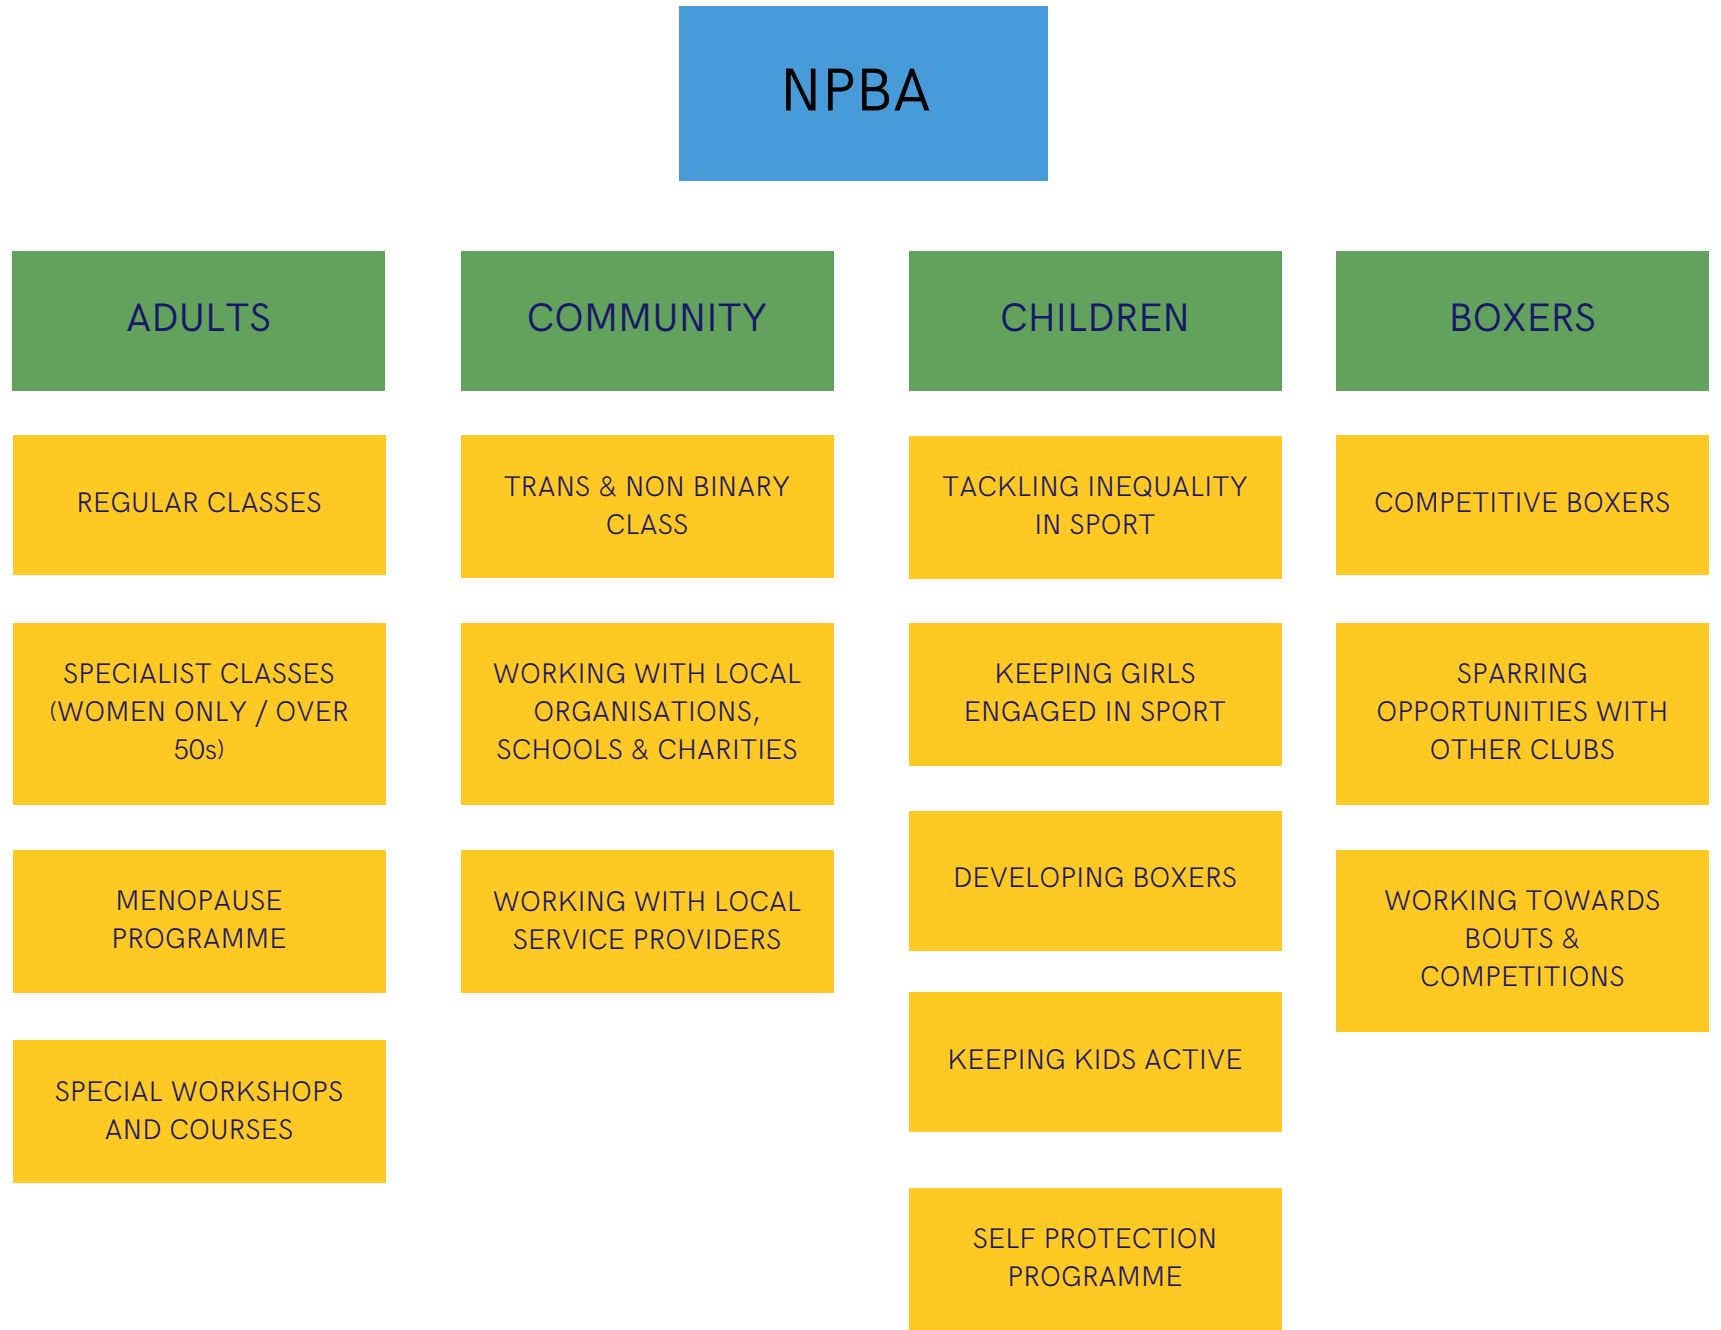 NPBA
ADULTS
COMMUNITY
CHILDREN
BOXERS
REGULAR CLASSES
TRANS & NON BINARY
CLASS
TACKLING INEQUALITY
IN SPORT
COMPETITIVE BOXERS
SPECIALIST CLASSES
(WOMEN ONLY / OVER
50s)
WORKING WITH LOCAL
ORGANISATIONS,
SCHOOLS & CHARITIES
KEEPING GIRLS
ENGAGED IN SPORT
SPARRING
OPPORTUNITIES WITH
OTHER CLUBS
MENOPAUSE
PROGRAMME
WORKING WITH LOCAL
SERVICE PROVIDERS
DEVELOPING BOXERS
WORKING TOWARDS
BOUTS &
COMPETITIONS
SPECIAL WORKSHOPS
AND COURSES
KEEPING KIDS ACTIVE
SELF PROTECTION
PROGRAMME